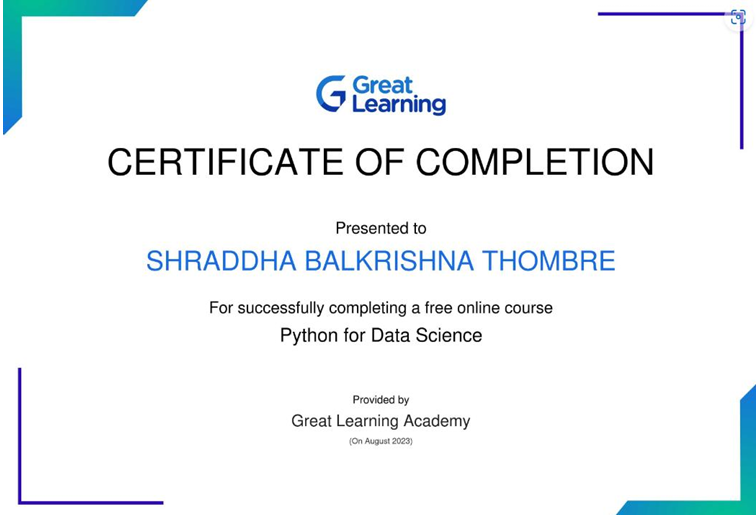 Great
Learning
CERTIFICATE OF COMPLETION
Presented to
SHRADDHA BALKRISHNA THOMBRE
For successfully completing a free online course
Python for Data Science
Provided by
Great Learning Academy
(On August 2023)